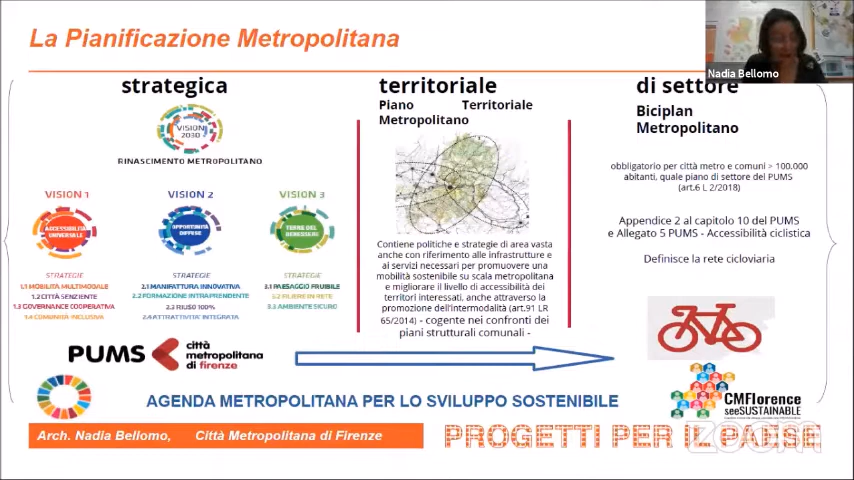 La Pianificazione Metropolitana
Nadia Bellomo
strategica
VISION
2030
RINASCIMENTO METROPOLITANO
VISION 1
VISION 2
VISION 3
ACCESSIBILITÀ
UNIVERSALE
OPPORTUNITÀ
DIFFUSE
TERRE DEL
BENESSERE
STRATEGIE
1.1 MOBILITÀ MULTIMODALE
1.2 CITTÀ SENZIENTE
1.3 GOVERNANCE COOPERATIVA
1.4 COMUNITÀ INCLUSIVA
STRATEGIE
2.1 MANIFATTURA INNOVATIVA
2.2 FORMAZIONE INTRAPRENDENTE
2.3 RIUSO 100%
2.4 ATTRATTIVITÀ INTEGRATA
STRATEGIE
3.1 PAESAGGIO FRUIBILE
3.2 FILIERE IN RETE
3.3 AMBIENTE SICURO
territoriale
Piano Territoriale
Metropolitano
Contiene politiche e strategie di area vasta
anche con riferimento alle infrastrutture e
ai servizi necessari per promuovere una
mobilità sostenibile su scala metropolitana
e migliorare il livello di accessibilità dei
territori interessati, anche attraverso la
promozione dell'intermodalità (art.91 LR
65/2014) - cogente nei confronti dei
piani strutturali comunali -
di settore
Biciplan
Metropolitano
obbligatorio per città metro e comuni > 100.000
abitanti, quale piano di settore del PUMS
(art.6 L 2/2018)
Appendice 2 al capitolo 10 del PUMS
e Allegato 5 PUMS - Accessibilità ciclistica
Definisce la rete cicloviaria
PUMS
città
metropolitana
di firenze
AGENDA METROPOLITANA PER LO SVILUPPO SOSTENIBILE
CMFlorence
seeSUSTAINABLE
Arch. Nadia Bellomo, Città Metropolitana di Firenze
PROGETTI PER IL PAESE
zoom